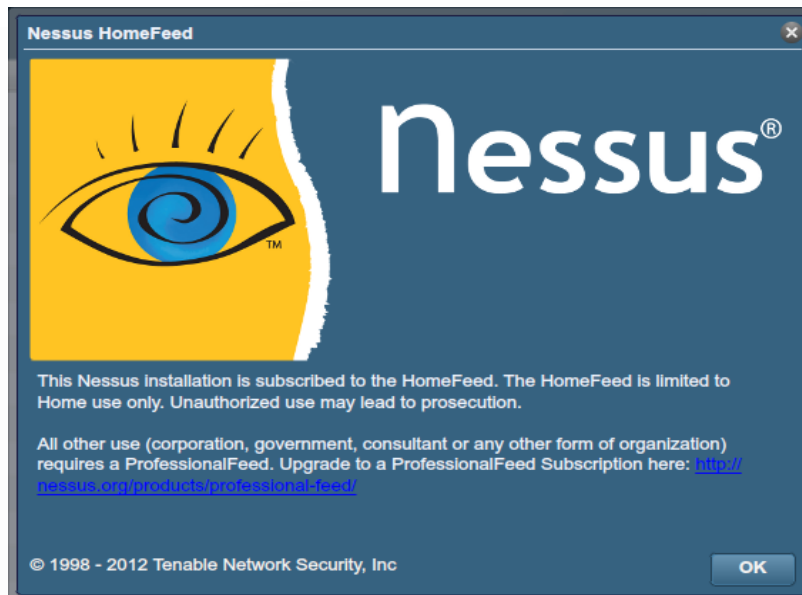 Nessus HomeFeed
nessus®
TM
This Nessus installation is subscribed to the HomeFeed. The HomeFeed is limited to
Home use only. Unauthorized use may lead to prosecution.
All other use (corporation, government, consultant or any other form of organization)
requires a ProfessionalFeed. Upgrade to a ProfessionalFeed Subscription here: http://
nessus.org/products/professional-feed/
© 1998 - 2012 Tenable Network Security, Inc
OK